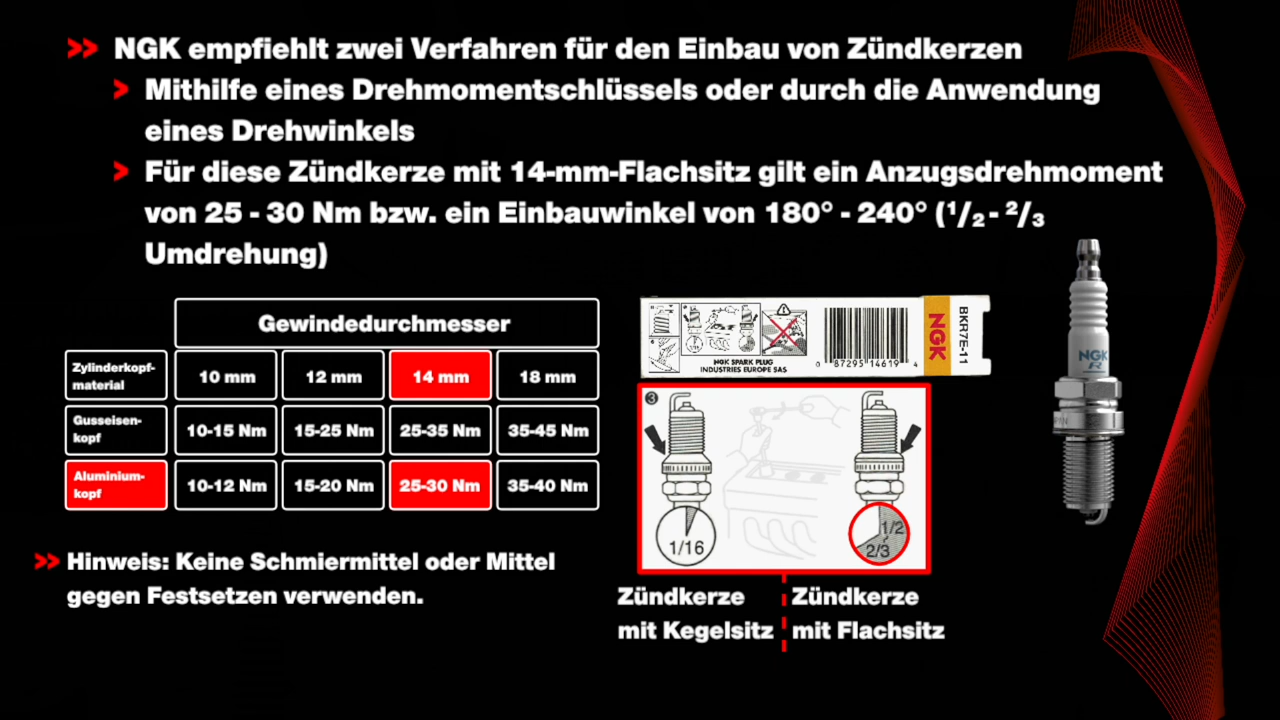 NGK empfiehlt zwei Verfahren für den Einbau von Zündkerzen
Mithilfe eines Drehmomentschlüssels oder durch die Anwendung
eines Drehwinkels
Für diese Zündkerze mit 14-mm-Flachsitz gilt ein Anzugsdrehmoment
von 25 - 30 Nm bzw. ein Einbauwinkel von 180° - 240° (1/2 - 2/3
Umdrehung)
Gewindedurchmesser
Zylinderkopf-
material
10 mm
12 mm
14 mm
18 mm
Gusseisen-
kopf
10-15 Nm
15-25 Nm
25-35 Nm
35-45 Nm
Aluminium-
kopf
10-12 Nm
15-20 Nm
25-30 Nm
35-40 Nm
Hinweis: Keine Schmiermittel oder Mittel
gegen Festsetzen verwenden.
NGK SPARK PLUG
INDUSTRIES EUROPE SAS
0 87295 14619 4
NGK
BKR7E-11
3
1/16
1/2
2/3
Zündkerze
mit Kegelsitz
Zündkerze
mit Flachsitz
NGK
R